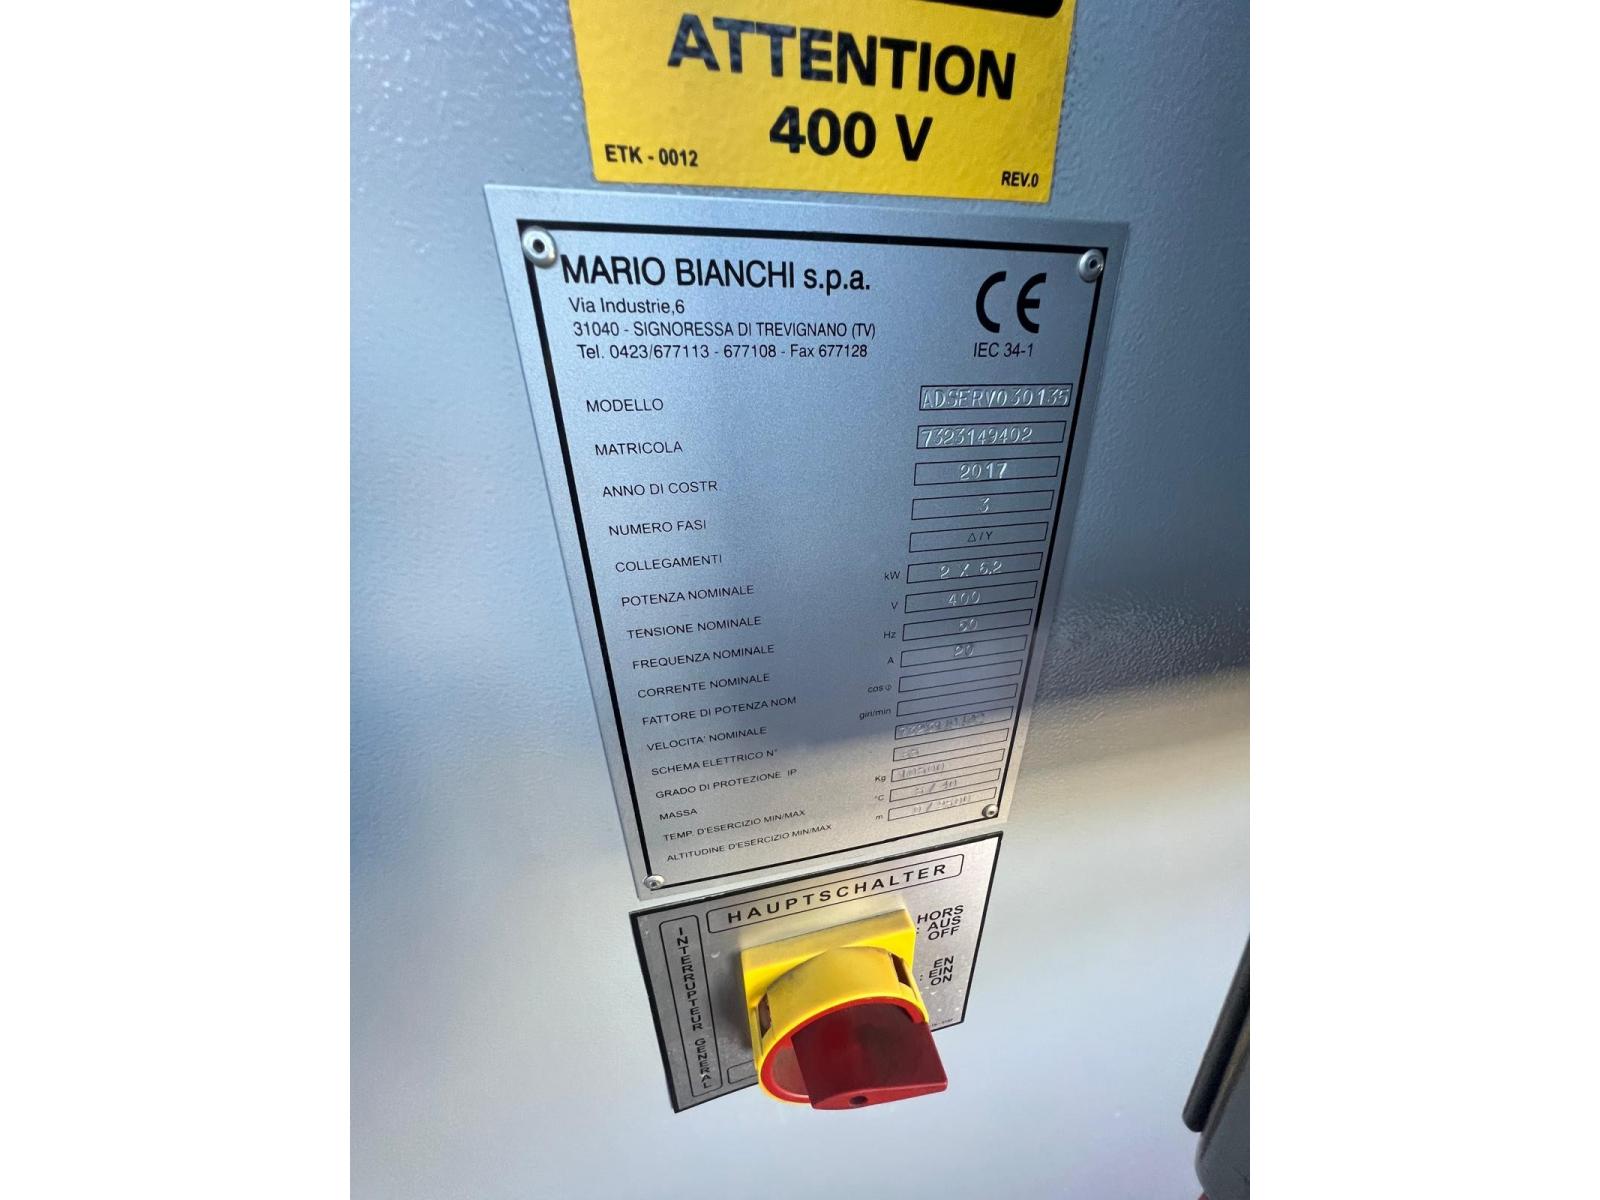 ATTENTION
400 V
ETK - 0012 REV.0
MARIO BIANCHI s.p.a.
Via Industrie,6
31040 - SIGNORESSA DI TREVIGNANO (TV)
Tel. 0423/677113 - 677108 - Fax 677128
CE
IEC 34-1
MODELLO ADSERVO30135
MATRICOLA 7323149402
ANNO DI COSTR. 2017
NUMERO FASI 3
COLLEGAMENTI Δ/Y
POTENZA NOMINALE kW 2 X 6.2
TENSIONE NOMINALE V 400
FREQUENZA NOMINALE Hz 50
CORRENTE NOMINALE A 20
FATTORE DI POTENZA NOM cos φ
VELOCITA' NOMINALE giri/min
SCHEMA ELETTRICO N°
GRADO DI PROTEZIONE IP
MASSA Kg
TEMP. D'ESERCIZIO MIN/MAX °C
ALTITUDINE D'ESERCIZIO MIN/MAX m
HAUPTSCHALTER
INTERRUPTEUR GENERAL
HORS
: AUS
OFF
EN
: EIN
ON